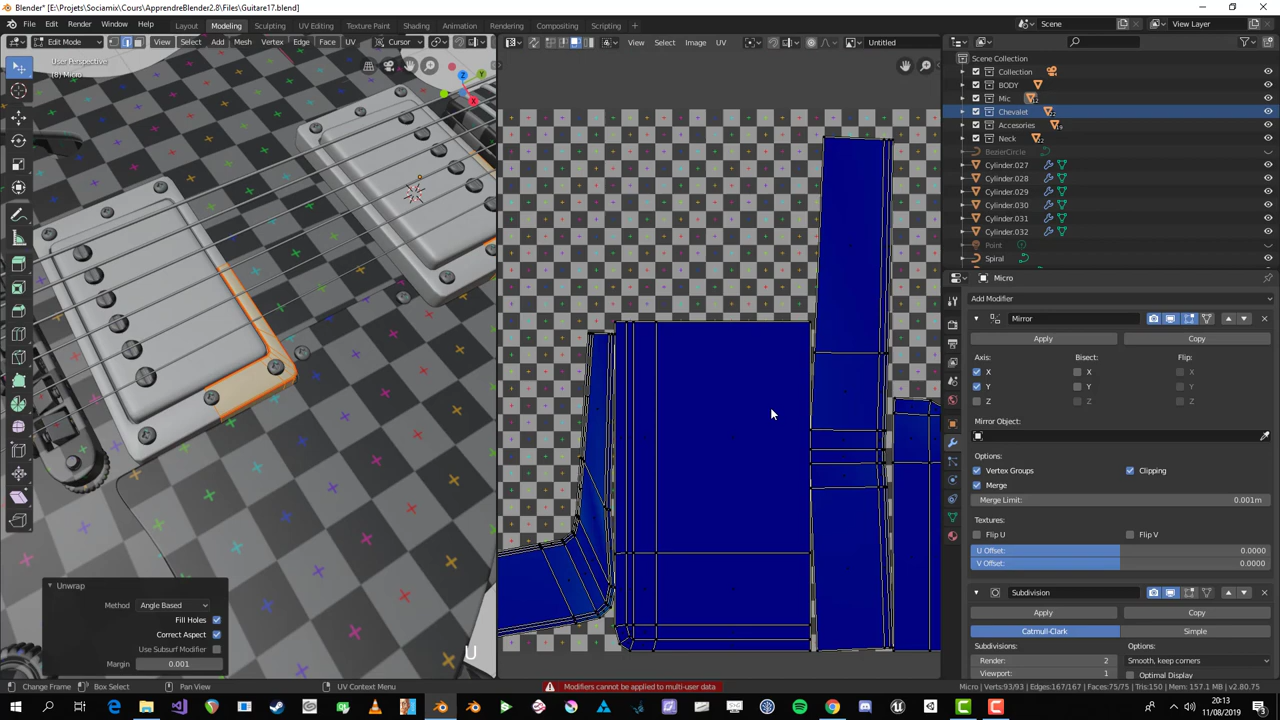 Blender* [E:\Projets\Sociamix\Cours\ApprendreBlender2.8\Files\Guitare17.blend]
File Edit Render Window Help Layout Modeling Sculpting UV Editing Texture Paint Shading Animation Rendering Compositing Scripting + Scene View Layer
Edit Mode View Select Add Mesh Vertex Edge Face UV Cursor View Select Image UV Untitled
User Perspective
(8) Micro
Z
Y
X
Scene Collection
Collection
BODY
Mic
Chevalet
Accesories
Neck
BezierCircle
Cylinder.027
Cylinder.028
Cylinder.029
Cylinder.030
Cylinder.031
Cylinder.032
Point
Spiral
Micro
Add Modifier
Mirror
Apply Copy
Axis: Bisect: Flip:
X X X
Y Y Y
Z Z Z
Mirror Object:
Options:
Vertex Groups Clipping
Merge
Merge Limit: 0.001m
Textures:
Flip U Flip V
U Offset: 0.0000
V Offset: 0.0000
Subdivision
Apply Copy
Catmull-Clark Simple
Subdivisions: Options:
Render: 2 Smooth, keep corners
Viewport: 1 Optimal Display
Unwrap
Method Angle Based
Fill Holes
Correct Aspect
Use Subsurf Modifier
Margin 0.001
U
Change Frame Box Select Pan View UV Context Menu Modifiers cannot be applied to multi-user data Micro | Verts:93/93 | Edges:167/167 | Faces:75/75 | Tris:150 | Mem: 157.1 MB | v2.80.75
20:13
11/08/2019